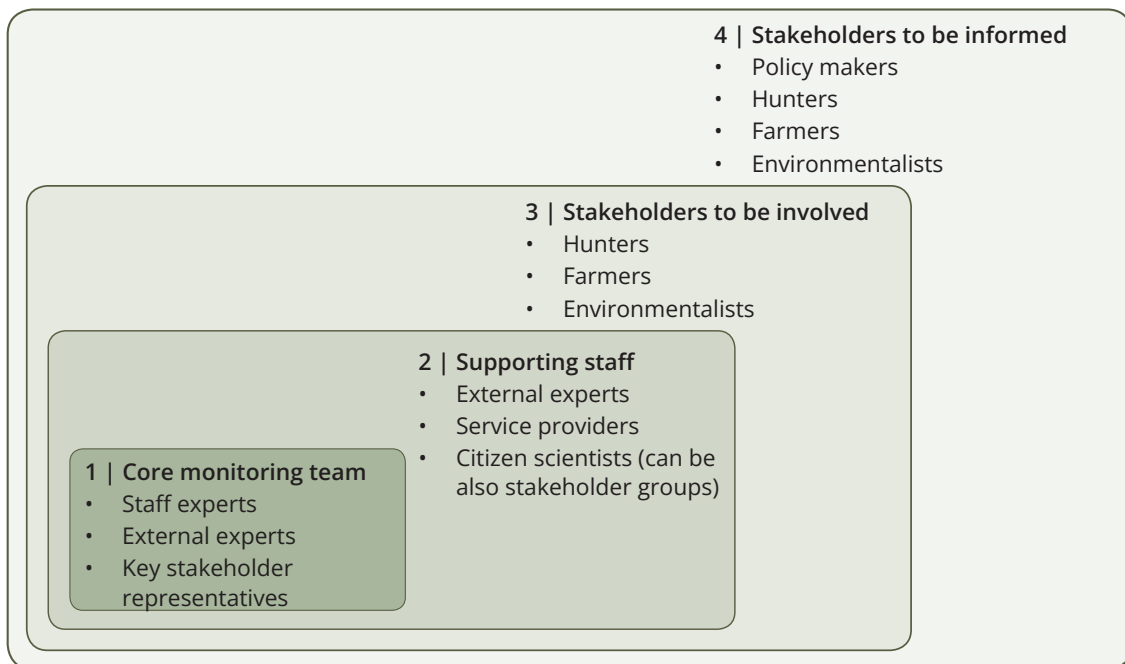 4 | Stakeholders to be informed
• Policy makers
• Hunters
• Farmers
• Environmentalists
3 | Stakeholders to be involved
• Hunters
• Farmers
• Environmentalists
2 | Supporting staff
• External experts
• Service providers
• Citizen scientists (can be
also stakeholder groups)
1 | Core monitoring team
• Staff experts
• External experts
• Key stakeholder
representatives